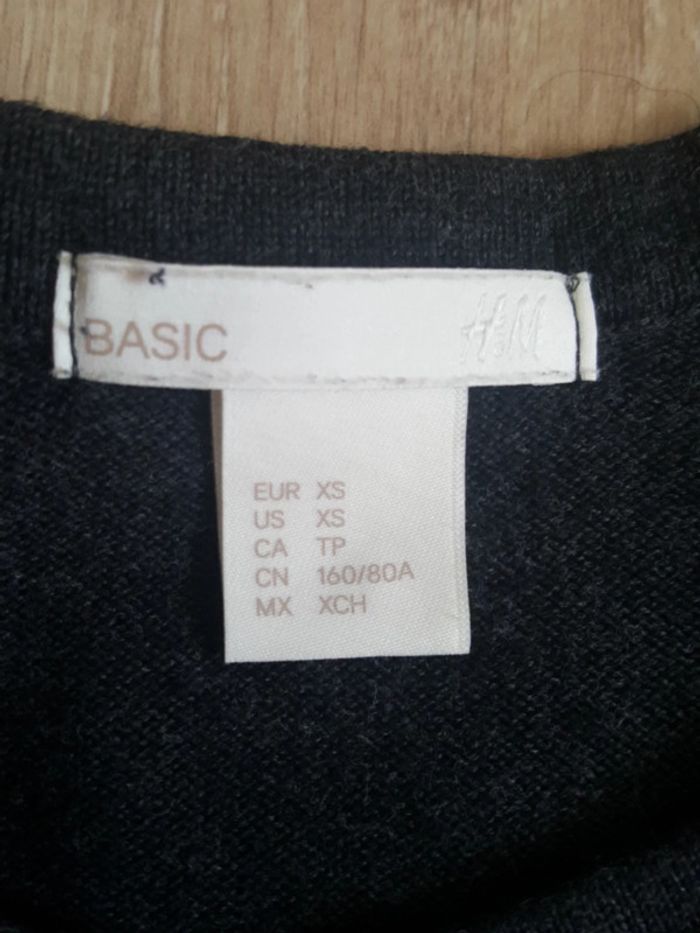 BASIC H&M
EUR XS
US XS
CA TP
CN 160/80A
MX XCH